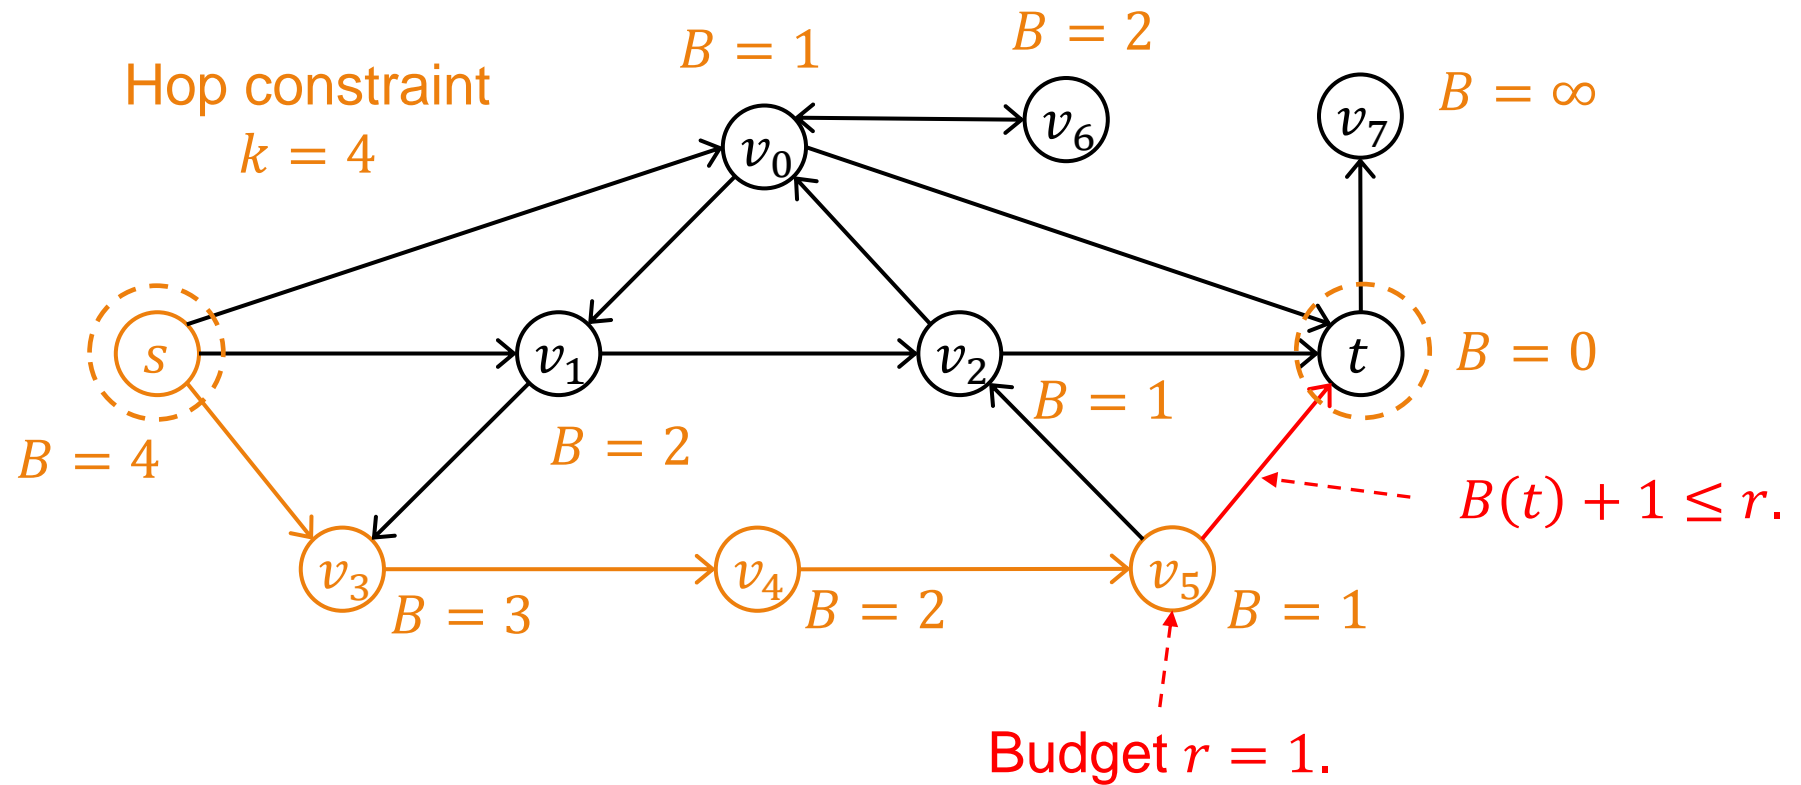 Hop constraint
k = 4
B = 1
B = 2
B = ∞
v₀
v₆
v₇
s
v₁
v₂
t
B = 4
B = 2
B = 1
B = 0
v₃
v₄
v₅
B = 3
B = 2
B = 1
B(t) + 1 ≤ r.
Budget r = 1.